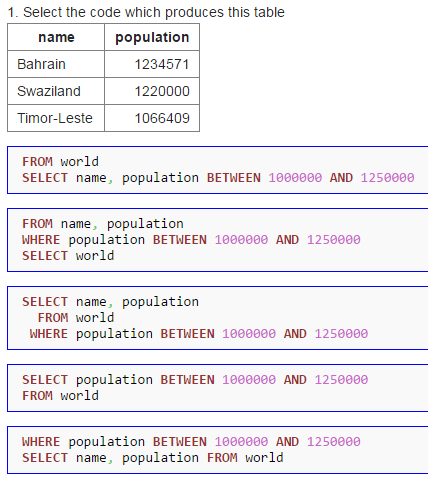 1. Select the code which produces this table
name population
Bahrain 1234571
Swaziland 1220000
Timor-Leste 1066409
FROM world
SELECT name, population BETWEEN 1000000 AND 1250000
FROM name, population
WHERE population BETWEEN 1000000 AND 1250000
SELECT world
SELECT name, population
FROM world
WHERE population BETWEEN 1000000 AND 1250000
SELECT population BETWEEN 1000000 AND 1250000
FROM world
WHERE population BETWEEN 1000000 AND 1250000
SELECT name, population FROM world